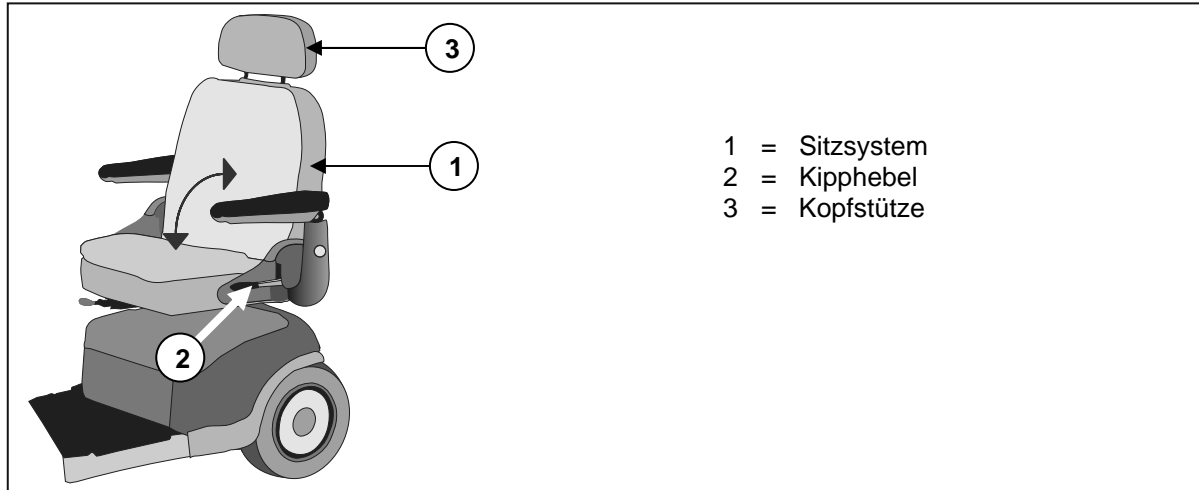 3
1
2
1 = Sitzsystem
2 = Kipphebel
3 = Kopfstütze